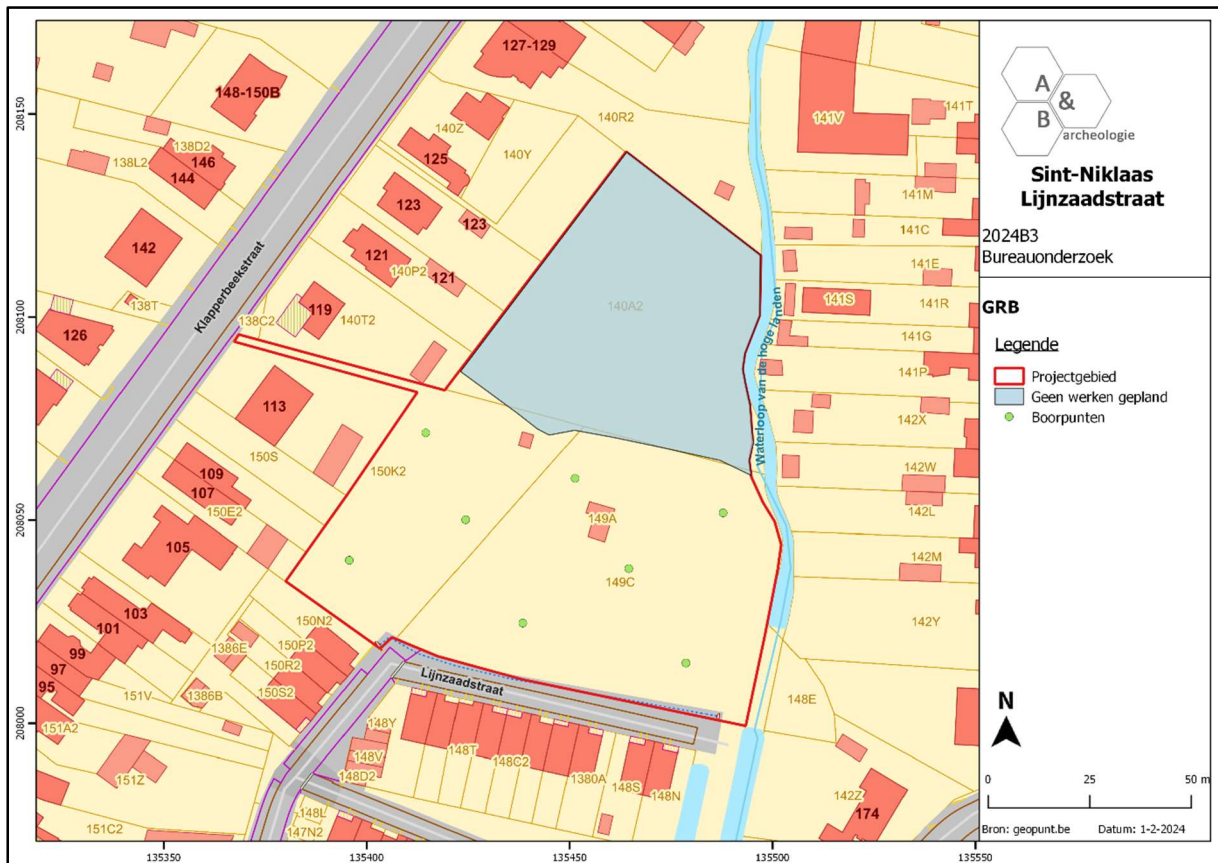 127-129
148-150B
140R2
141V
141T
140Z
138D2
125
140Y
146
138L2
144
141M
123
123
141C
142
121
140P2
121
141E
Klapperbeekstraat
140A2
141S
141R
138T
138C2
119
140T2
126
141G
Waterloop van de hoge landen
141P
113
142X
150S
150K2
109
107
150E2
142W
149A
142L
105
142M
149C
103
101
1386E
150N2
150P2
142Y
99
97
95
150R2
1386B
150S2
151V
Lijnzaadstraat
148E
151A2
148Y
148T
148V
148C2
148D2
1380A
148S
148N
151Z
142Z
174
148L
151C2
147N2
208150
208100
208050
208000
135350
135400
135450
135500
135550
A
&
B
archeologie
Sint-Niklaas
Lijnzaadstraat
2024B3
Bureauonderzoek
GRB
Legende
Projectgebied
Geen werken gepland
Boorpunten
N
0 25 50 m
Bron: geopunt.be Datum: 1-2-2024